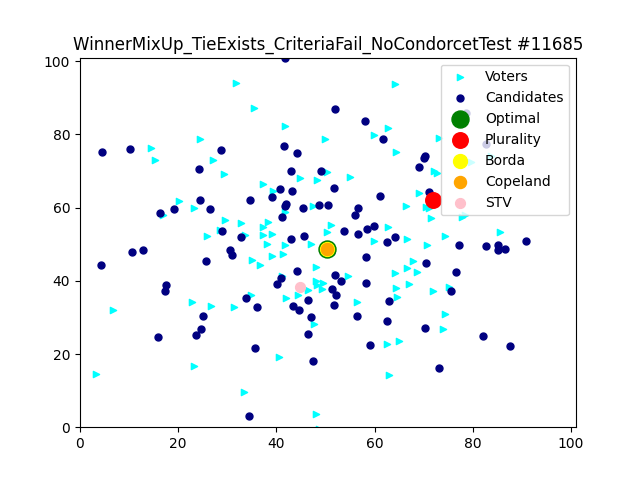 WinnerMixUp_TieExists_CriteriaFail_NoCondorcetTest #11685
100
80
60
40
20
0
0
20
40
60
80
100
Voters
Candidates
Optimal
Plurality
Borda
Copeland
STV